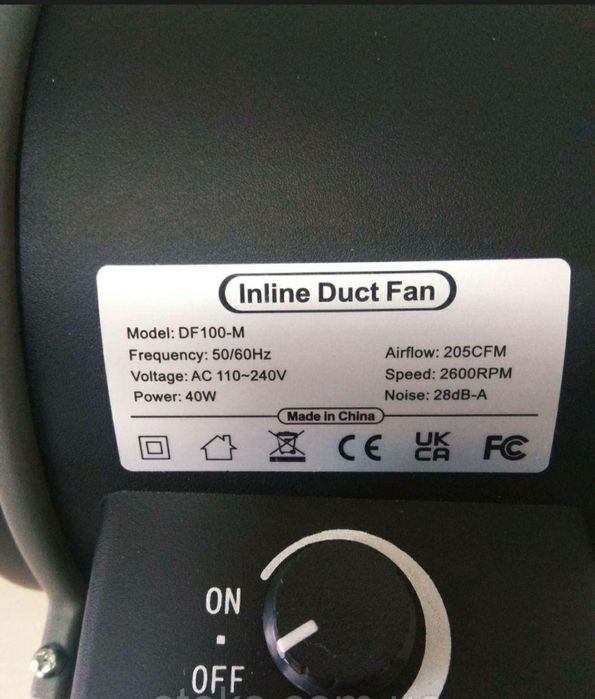 Inline Duct Fan
Model: DF100-M
Frequency: 50/60Hz
Voltage: AC 110~240V
Power: 40W
Airflow: 205CFM
Speed: 2600RPM
Noise: 28dB-A
Made in China
CE
UK
CA
FC
ON
OFF